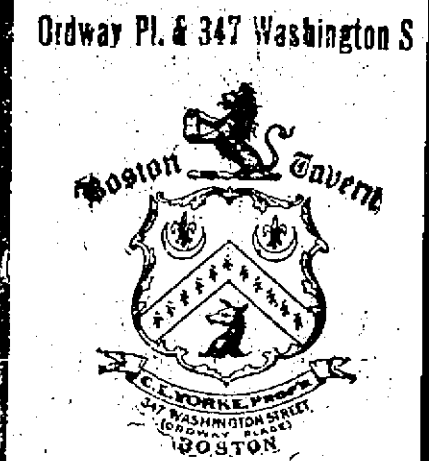 Ordway Pl. & 347 Washington S
Boston Tavern
C. L. YORKE, Prop'r
347 WASHINGTON STREET
(ORDWAY PLACE)
BOSTON